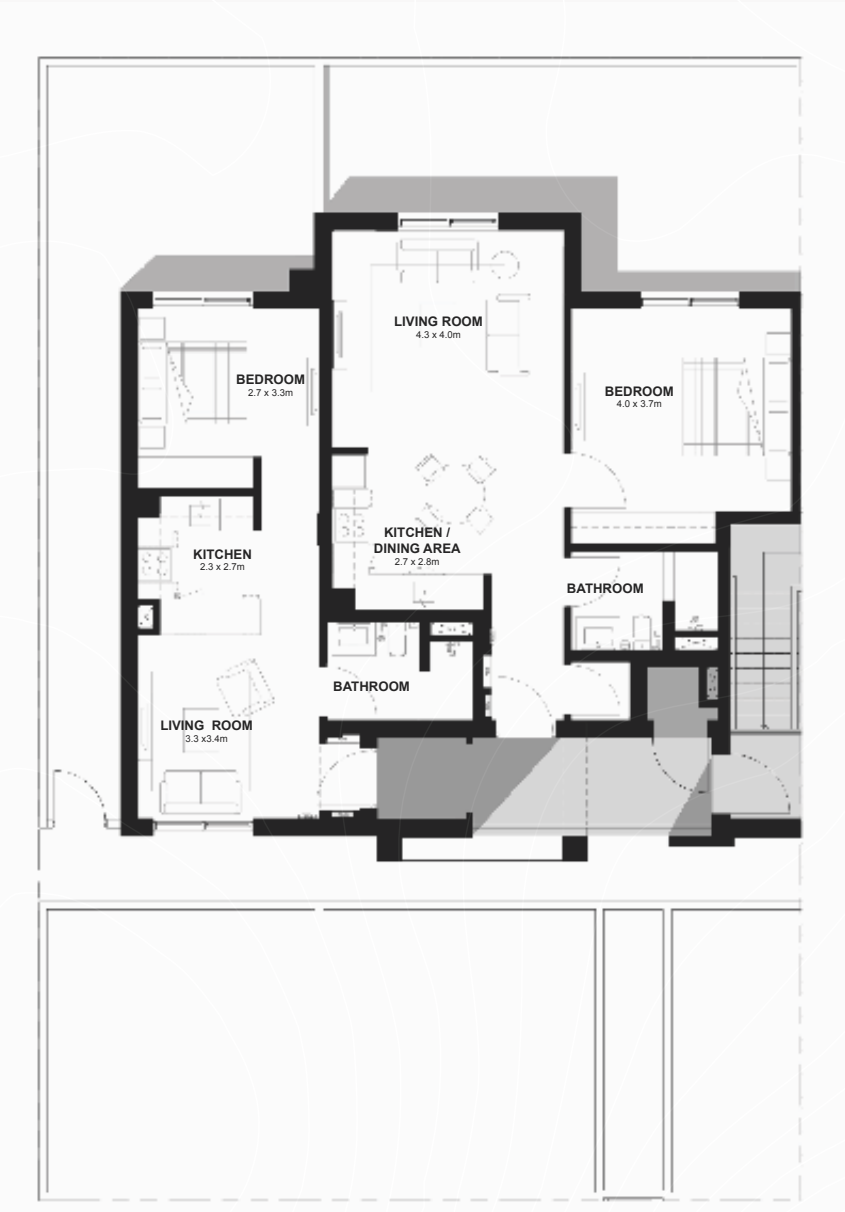 LIVING ROOM
4.3 x 4.0m
BEDROOM
2.7 x 3.3m
BEDROOM
4.0 x 3.7m
KITCHEN /
DINING AREA
2.7 x 2.8m
KITCHEN
2.3 x 2.7m
BATHROOM
BATHROOM
LIVING ROOM
3.3 x3.4m